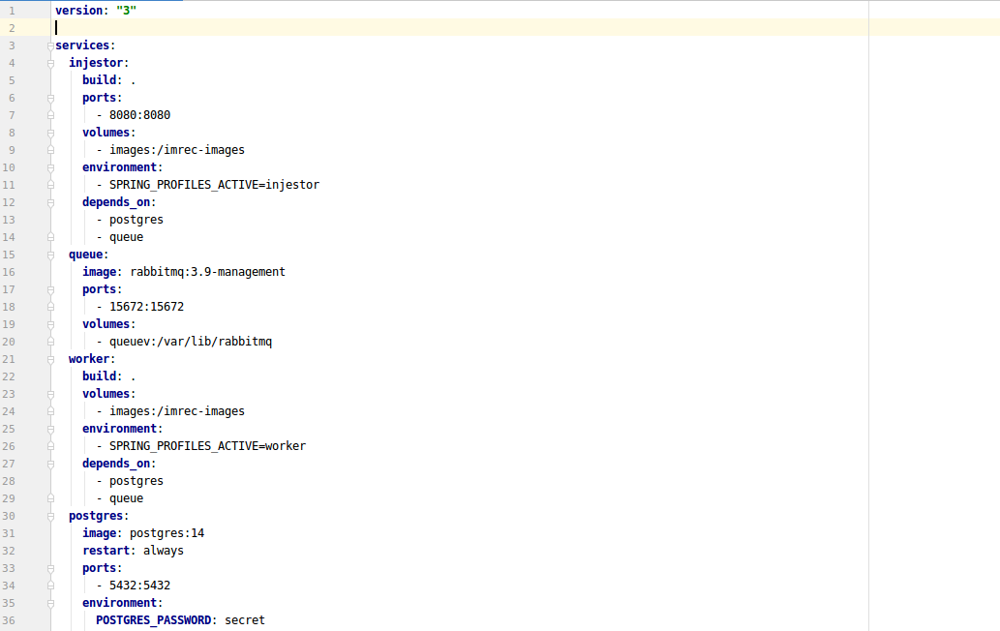 1 version: "3"
2
3 services:
4 injestor:
5 build: .
6 ports:
7 - 8080:8080
8 volumes:
9 - images:/imrec-images
10 environment:
11 - SPRING_PROFILES_ACTIVE=injestor
12 depends_on:
13 - postgres
14 - queue
15 queue:
16 image: rabbitmq:3.9-management
17 ports:
18 - 15672:15672
19 volumes:
20 - queuev:/var/lib/rabbitmq
21 worker:
22 build: .
23 volumes:
24 - images:/imrec-images
25 environment:
26 - SPRING_PROFILES_ACTIVE=worker
27 depends_on:
28 - postgres
29 - queue
30 postgres:
31 image: postgres:14
32 restart: always
33 ports:
34 - 5432:5432
35 environment:
36 POSTGRES_PASSWORD: secret